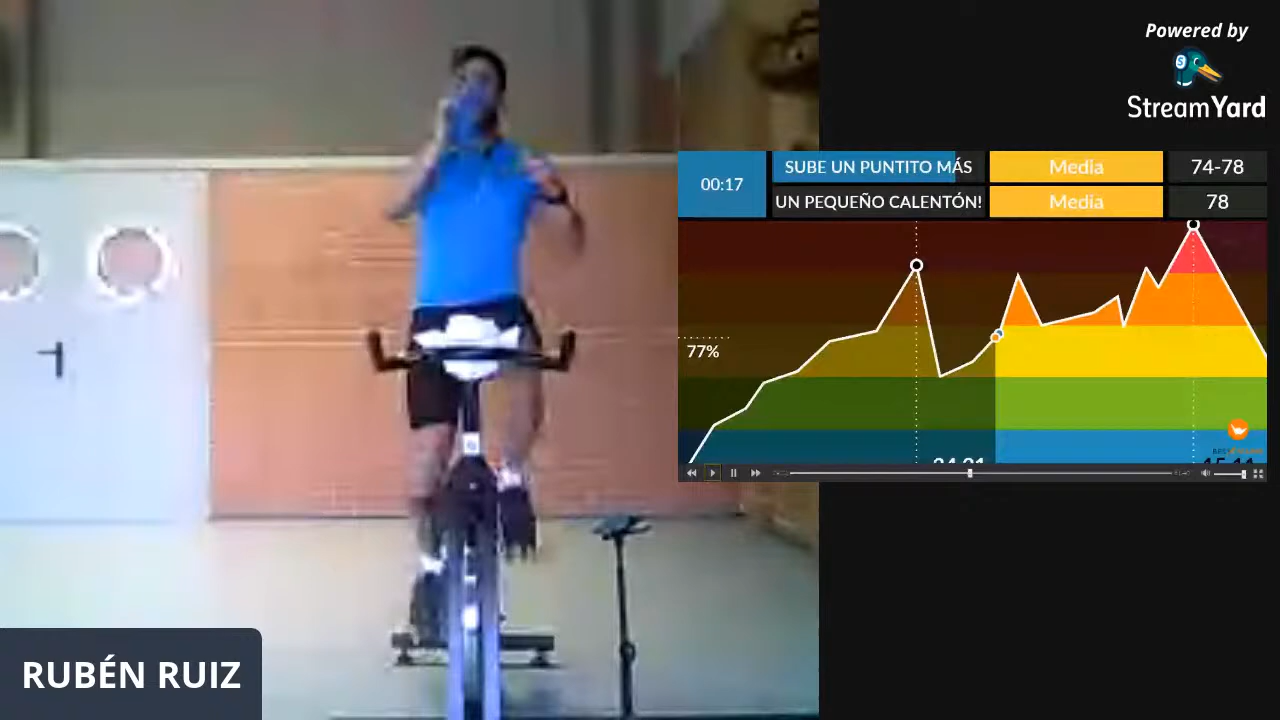 Powered by
StreamYard
00:17
SUBE UN PUNTITO MÁS
Media
74-78
UN PEQUEÑO CALENTÓN!
Media
78
77%
RUBÉN RUIZ